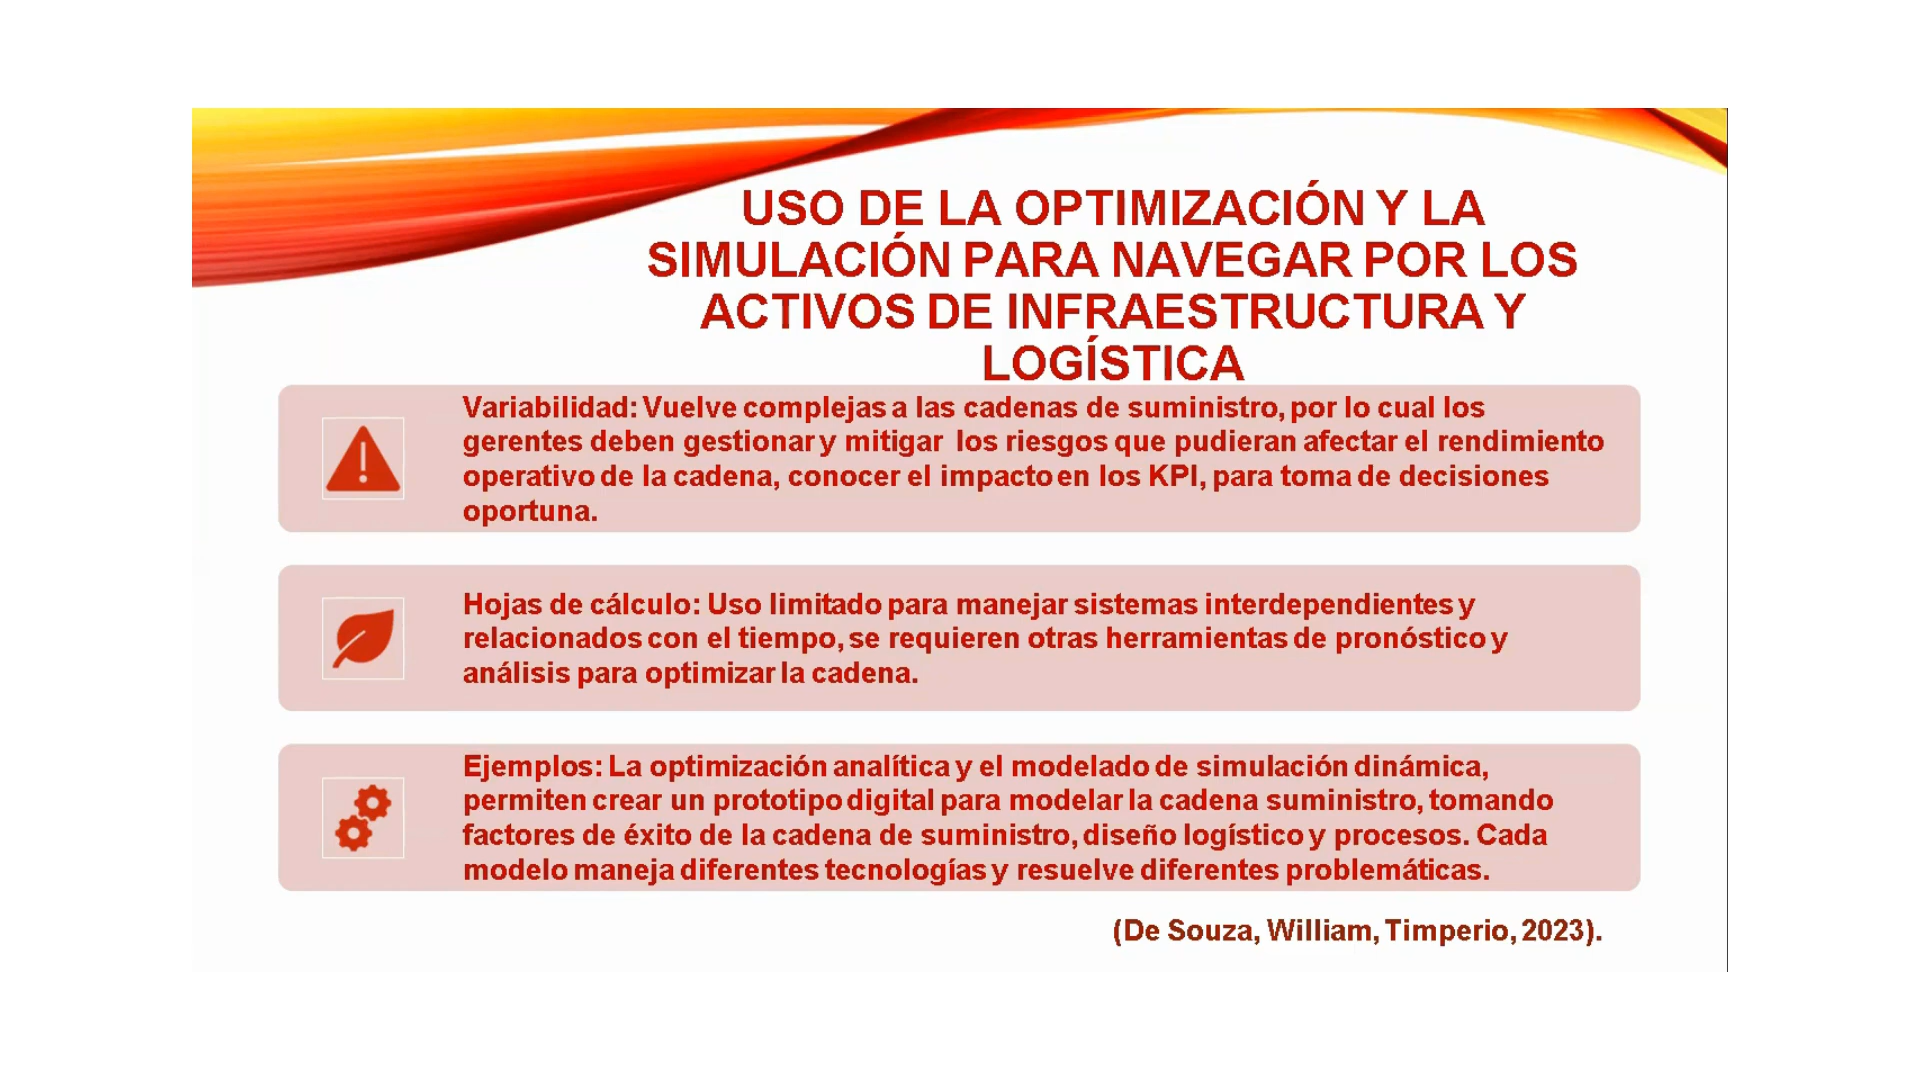 USO DE LA OPTIMIZACIÓN Y LA
SIMULACIÓN PARA NAVEGAR POR LOS
ACTIVOS DE INFRAESTRUCTURA Y
LOGÍSTICA
Variabilidad: Vuelve complejas a las cadenas de suministro, por lo cual los
gerentes deben gestionar y mitigar los riesgos que pudieran afectar el rendimiento
operativo de la cadena, conocer el impacto en los KPI, para toma de decisiones
oportuna.
Hojas de cálculo: Uso limitado para manejar sistemas interdependientes y
relacionados con el tiempo, se requieren otras herramientas de pronóstico y
análisis para optimizar la cadena.
Ejemplos: La optimización analítica y el modelado de simulación dinámica,
permiten crear un prototipo digital para modelar la cadena suministro, tomando
factores de éxito de la cadena de suministro, diseño logístico y procesos. Cada
modelo maneja diferentes tecnologías y resuelve diferentes problemáticas.
(De Souza, William, Timperio, 2023).